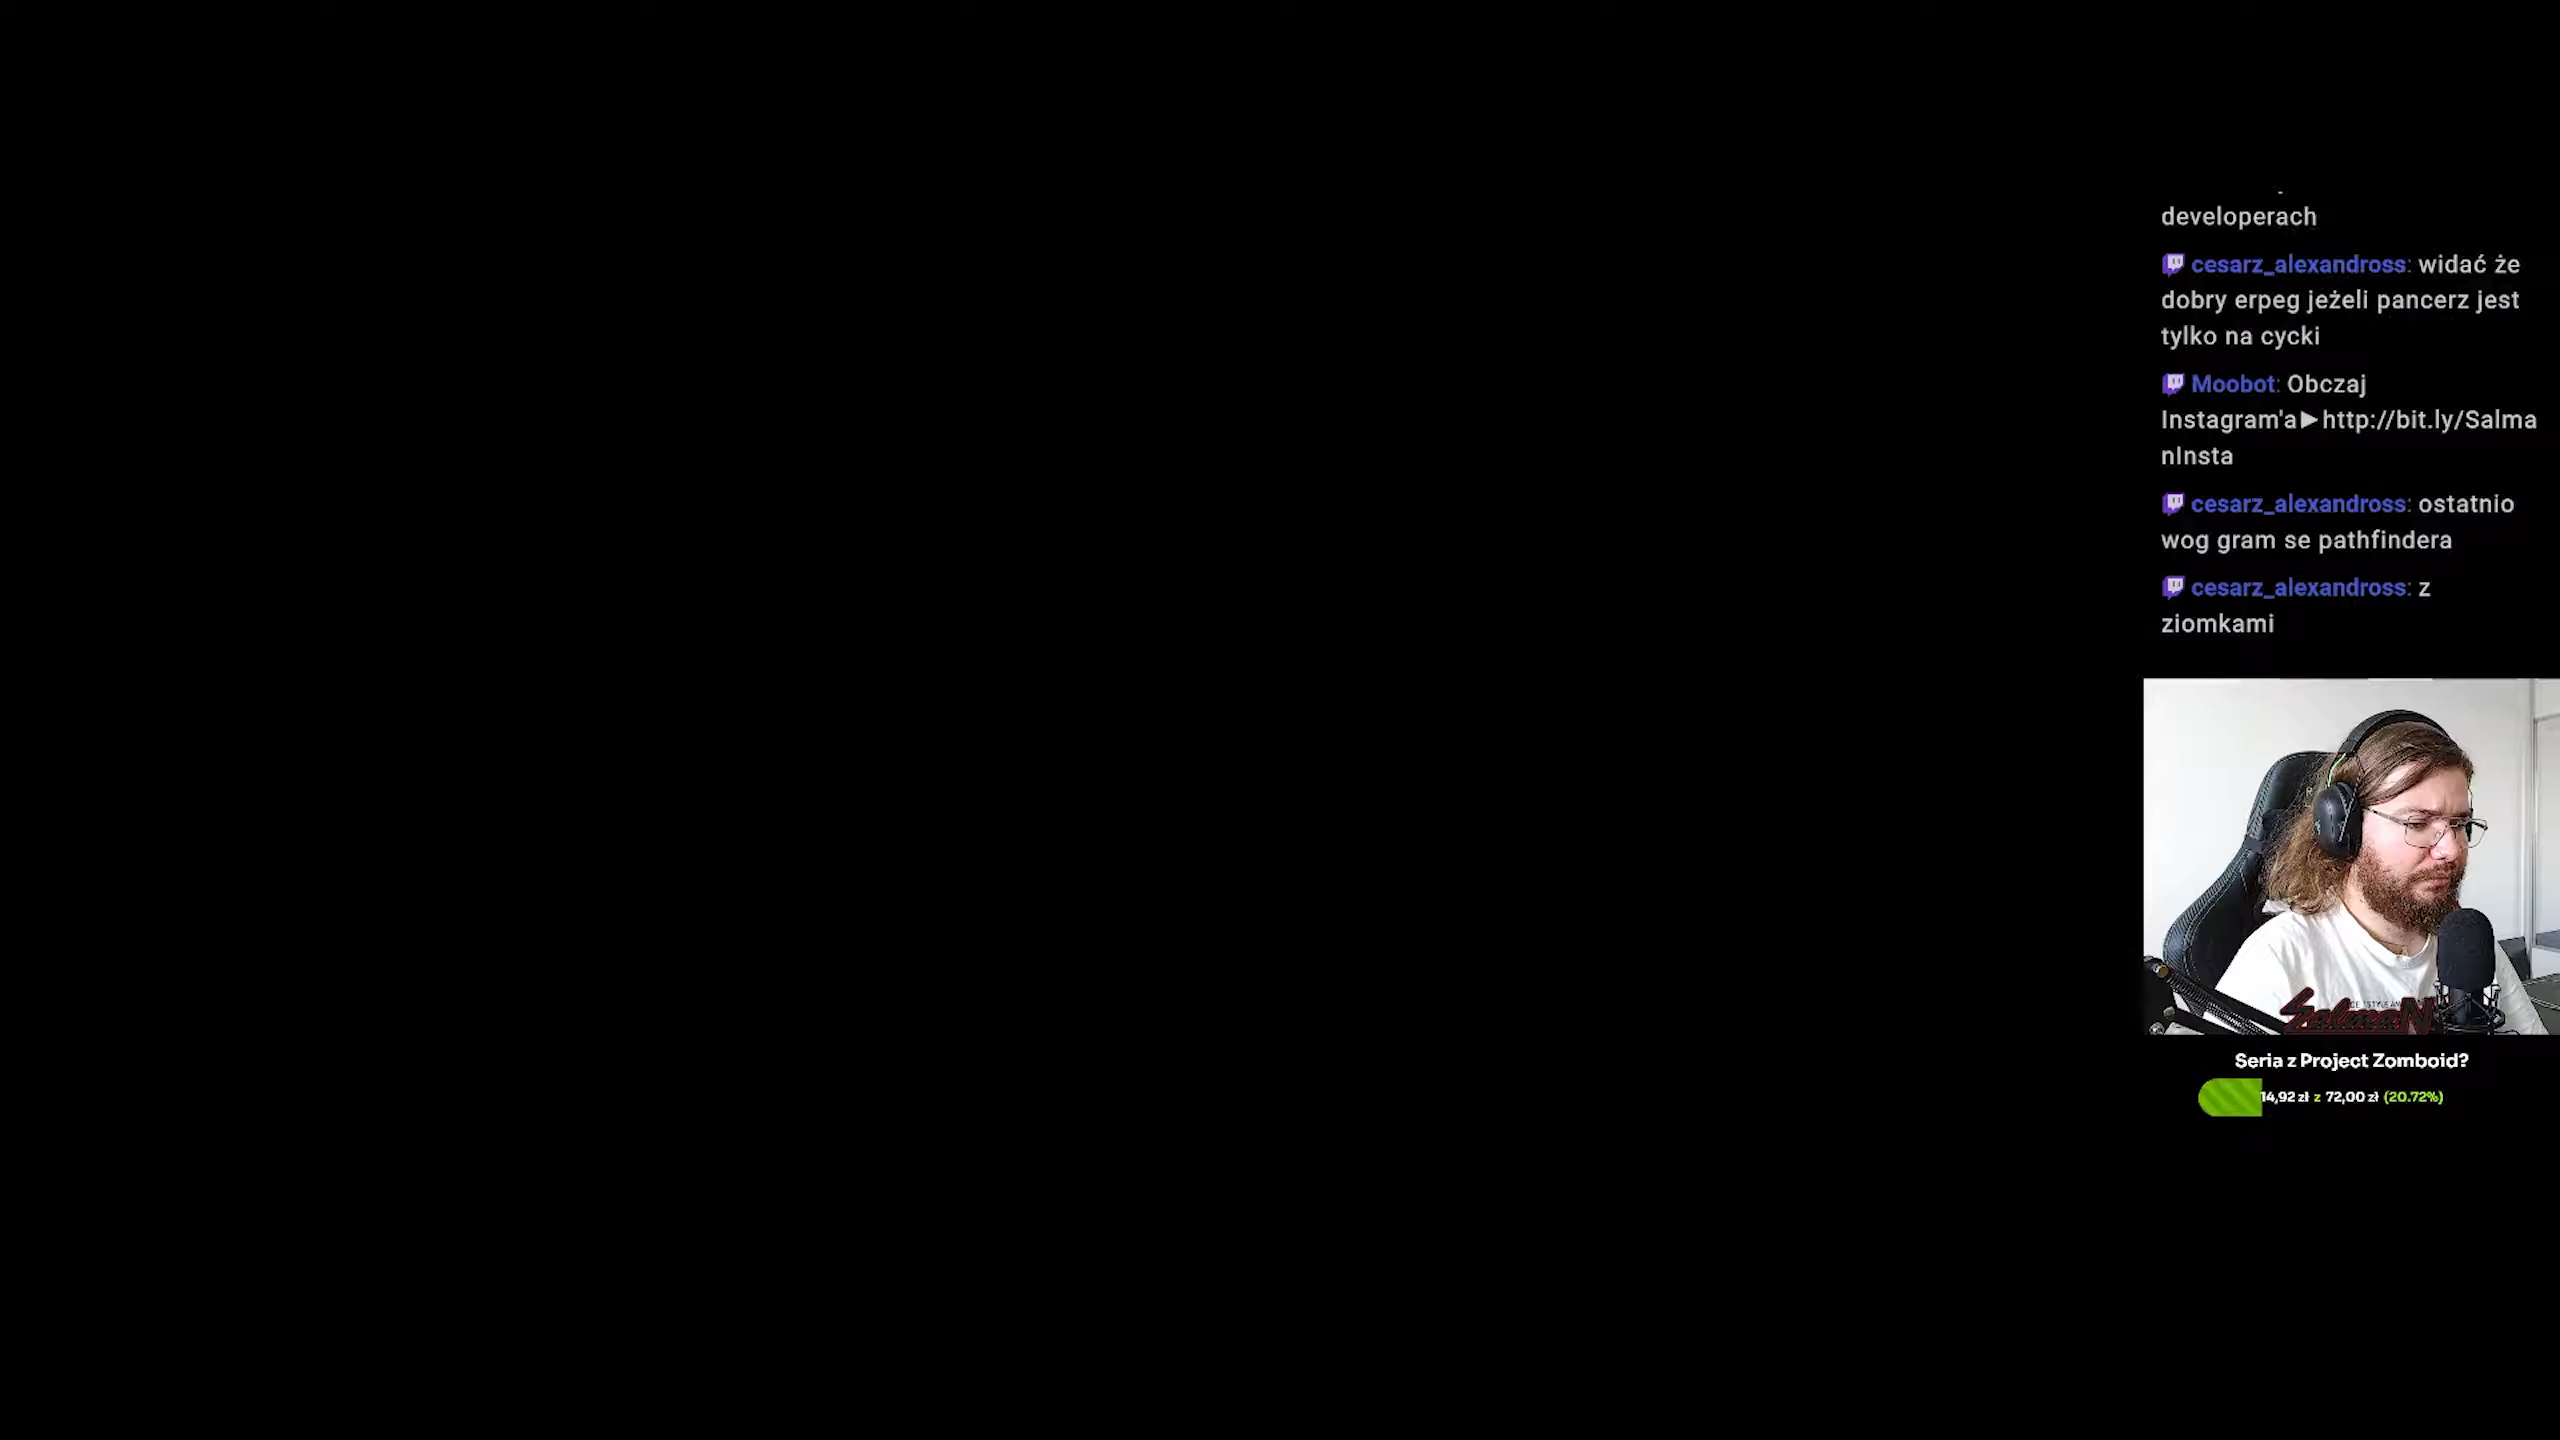 developerach
cesarz_alexandross: widać że
dobry erpeg jeżeli pancerz jest
tylko na cycki
Moobot: Obczaj
Instagram'a►http://bit.ly/Salma
nInsta
cesarz_alexandross: ostatnio
wog gram se pathfindera
cesarz_alexandross: z
ziomkami
SalmaN
Seria z Project Zomboid?
14,92 zł z 72,00 zł (20.72%)